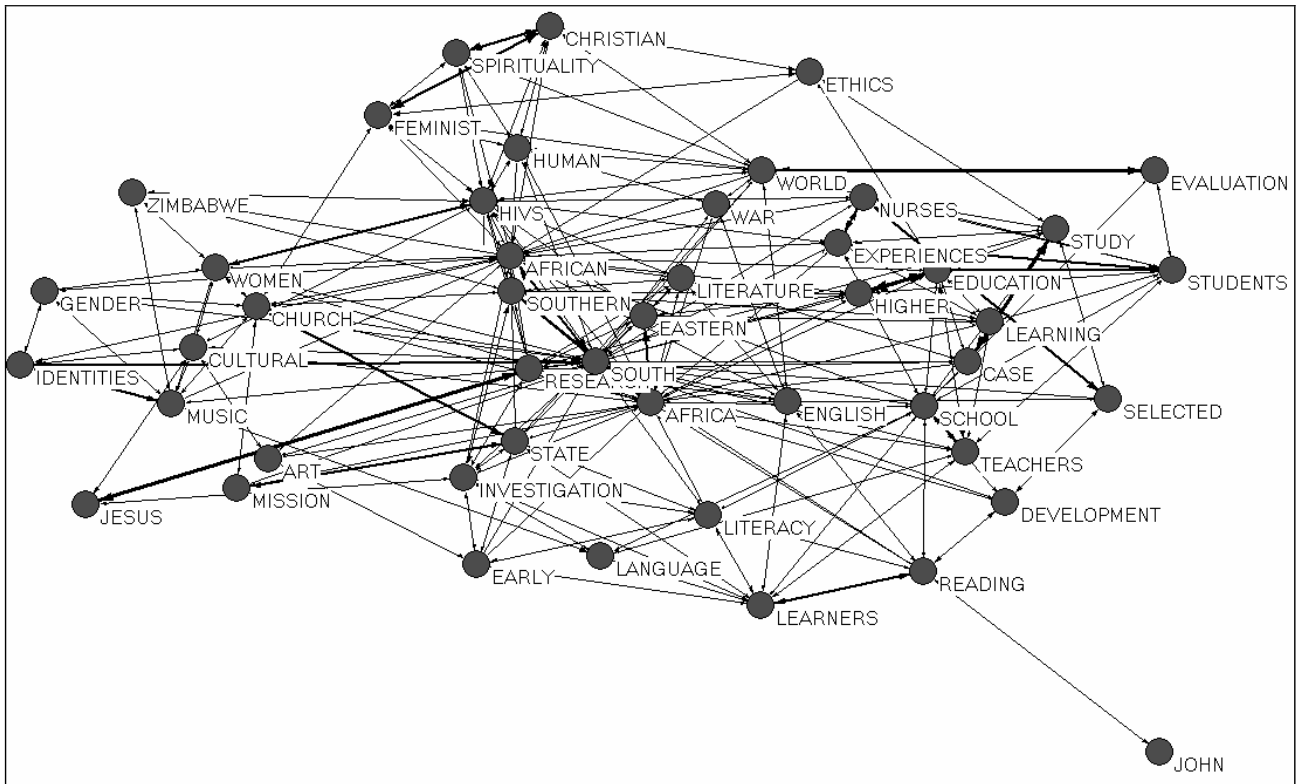 CHRISTIAN
SPIRITUALITY
ETHICS
FEMINIST
HUMAN
WORLD
EVALUATION
ZIMBABWE
HIVS
WAR
NURSES
STUDY
EXPERIENCES
AFRICAN
WOMEN
STUDENTS
EDUCATION
LITERATURE
GENDER
SOUTHERN
HIGHER
CHURCH
EASTERN
LEARNING
CULTURAL
IDENTITIES
SOUTH
CASE
RESEARCH
MUSIC
AFRICA
ENGLISH
SCHOOL
SELECTED
STATE
TEACHERS
ART
INVESTIGATION
MISSION
JESUS
DEVELOPMENT
LITERACY
LANGUAGE
EARLY
READING
LEARNERS
JOHN